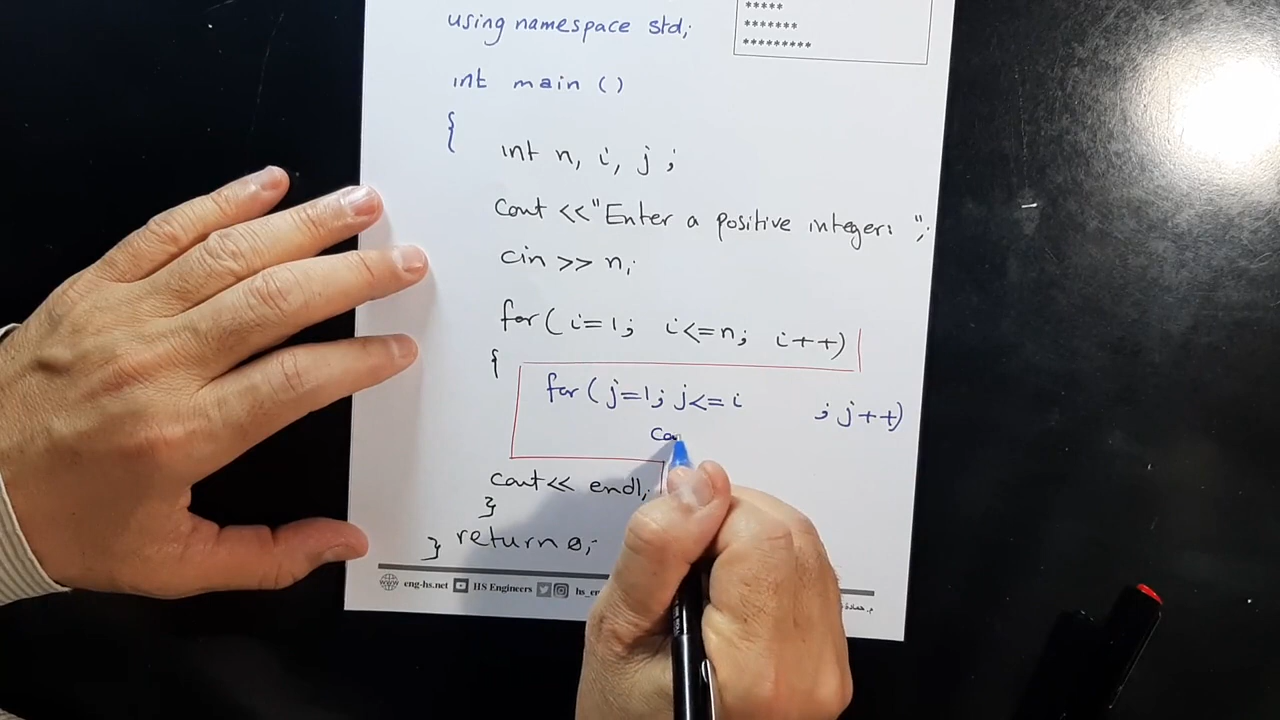 using namespace std;
*****
*******
*********
int main ()
{
int n, i, j ;
cout <<"Enter a positive integer: ";
cin >> n;
for ( i=1; i<=n; i++)
{
for ( j=1; j<=i ; j++)
cou
cout<< endl;
}
} return 0;
eng-hs.net HS Engineers